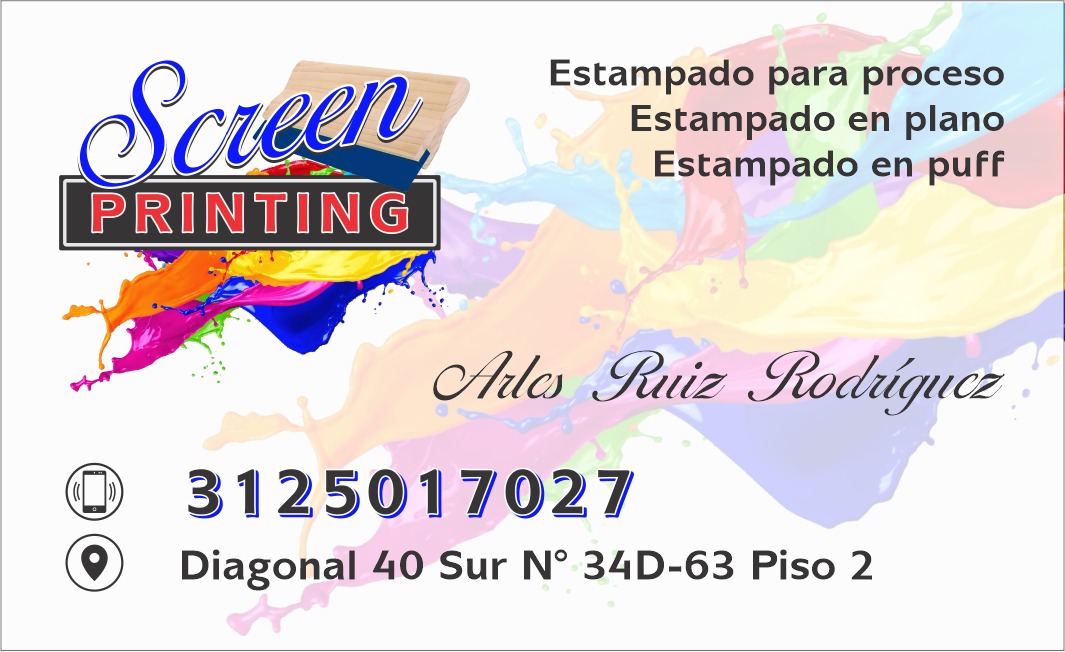 Screen
PRINTING
Estampado para proceso
Estampado en plano
Estampado en puff
Arles Ruiz Rodríguez
3125017027
Diagonal 40 Sur N° 34D-63 Piso 2